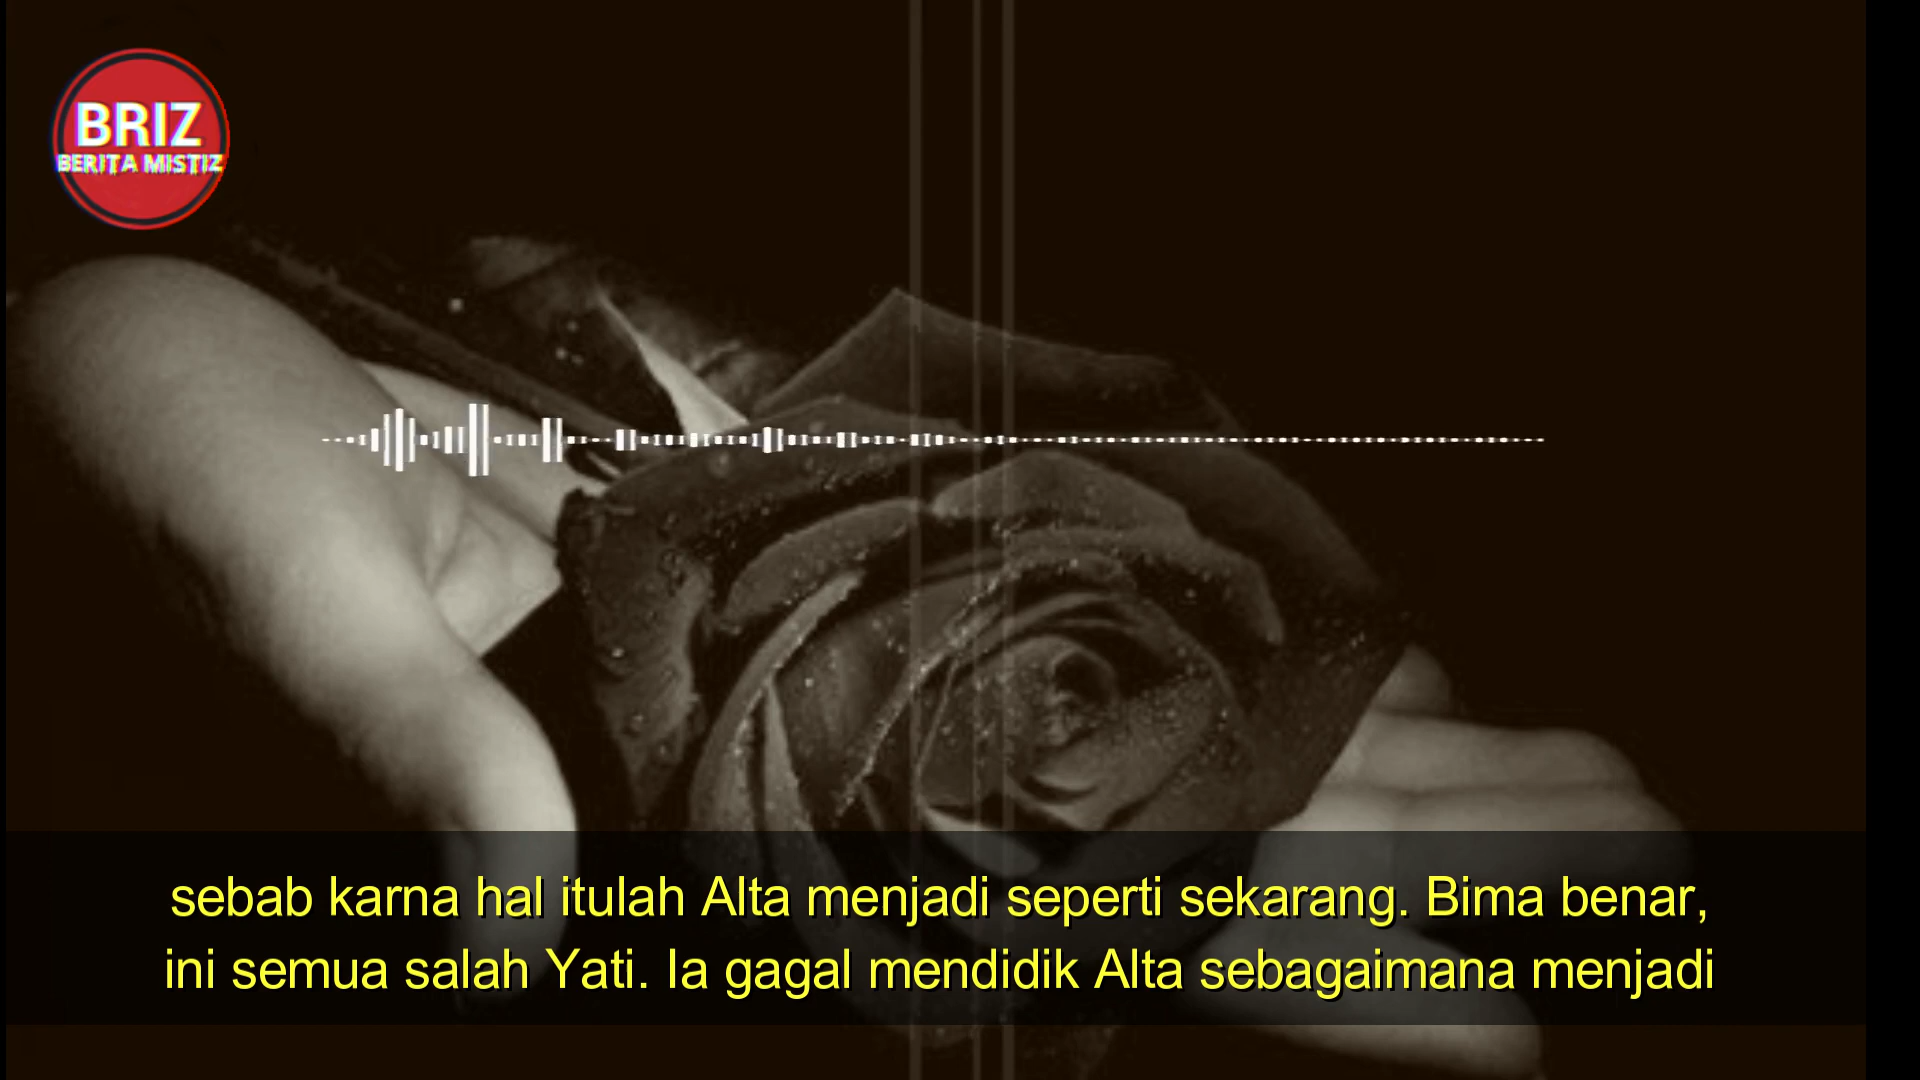 BRIZ
BERITA MISTIZ
sebab karna hal itulah Alta menjadi seperti sekarang. Bima benar,
ini semua salah Yati. Ia gagal mendidik Alta sebagaimana menjadi